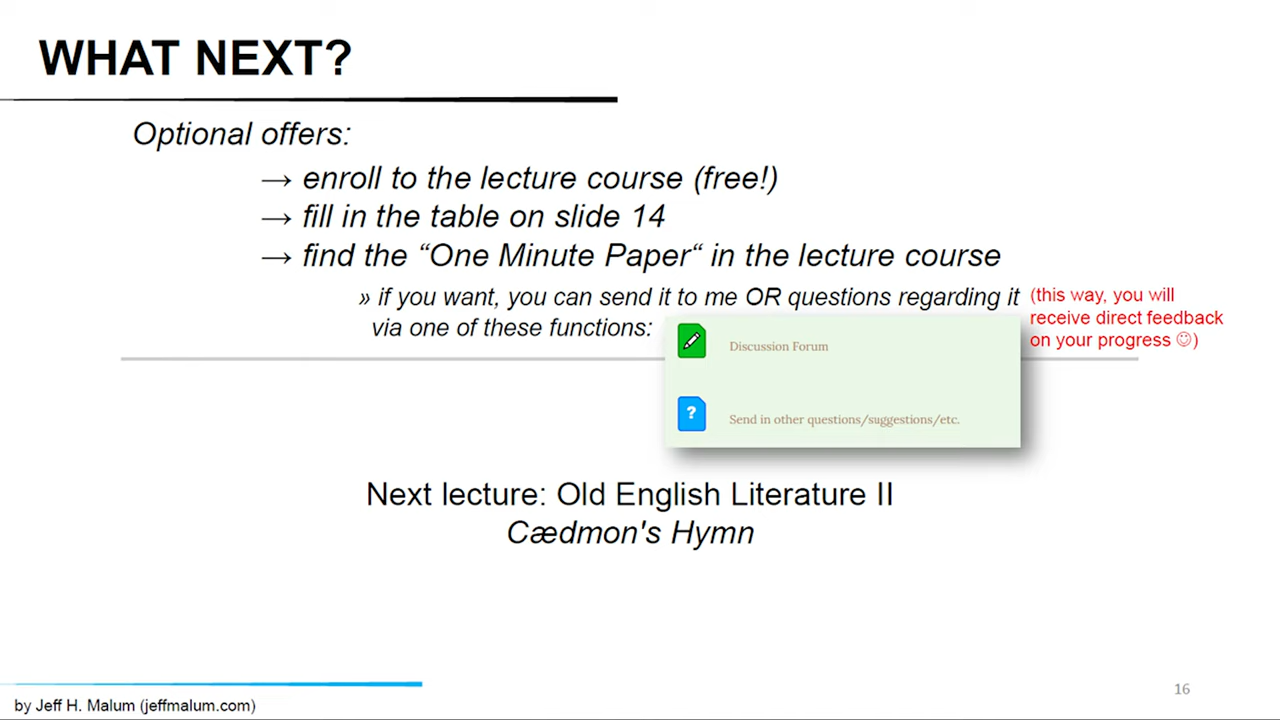 WHAT NEXT?
Optional offers:
→ enroll to the lecture course (free!)
→ fill in the table on slide 14
→ find the “One Minute Paper“ in the lecture course
» if you want, you can send it to me OR questions regarding it
via one of these functions:
(this way, you will
receive direct feedback
on your progress ☺)
Discussion Forum
?
Send in other questions/suggestions/etc.
Next lecture: Old English Literature II
Cædmon's Hymn
by Jeff H. Malum (jeffmalum.com)
16